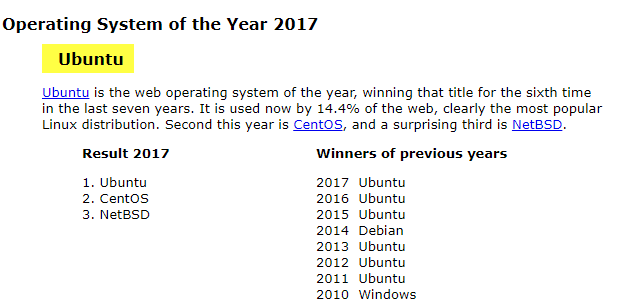 Operating System of the Year 2017
Ubuntu
Ubuntu is the web operating system of the year, winning that title for the sixth time
in the last seven years. It is used now by 14.4% of the web, clearly the most popular
Linux distribution. Second this year is CentOS, and a surprising third is NetBSD.
Result 2017
1. Ubuntu
2. CentOS
3. NetBSD
Winners of previous years
2017 Ubuntu
2016 Ubuntu
2015 Ubuntu
2014 Debian
2013 Ubuntu
2012 Ubuntu
2011 Ubuntu
2010 Windows